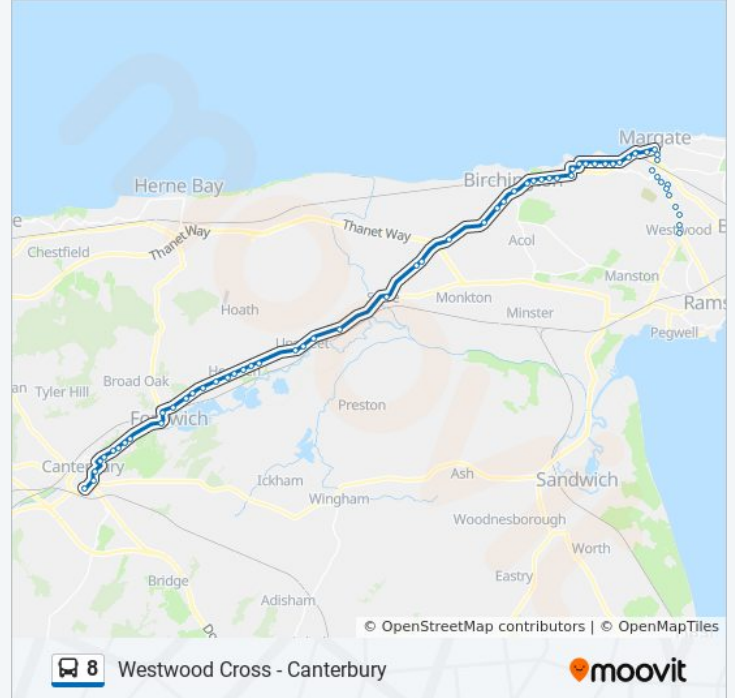 Margate
Birchington
Herne Bay
Thanet Way
Thanet Way
Westwood
Chestfield
Acol
Manston
Monkton
Rams
Hoath
Minster
Pegwell
Broad Oak
Tyler Hill
Preston
Fordwich
Canterbury
Ash
Sandwich
Ickham
Wingham
Woodnesborough
Worth
Bridge
Eastry
Adisham
© OpenStreetMap contributors | © OpenMapTiles
8 Westwood Cross - Canterbury
moovit